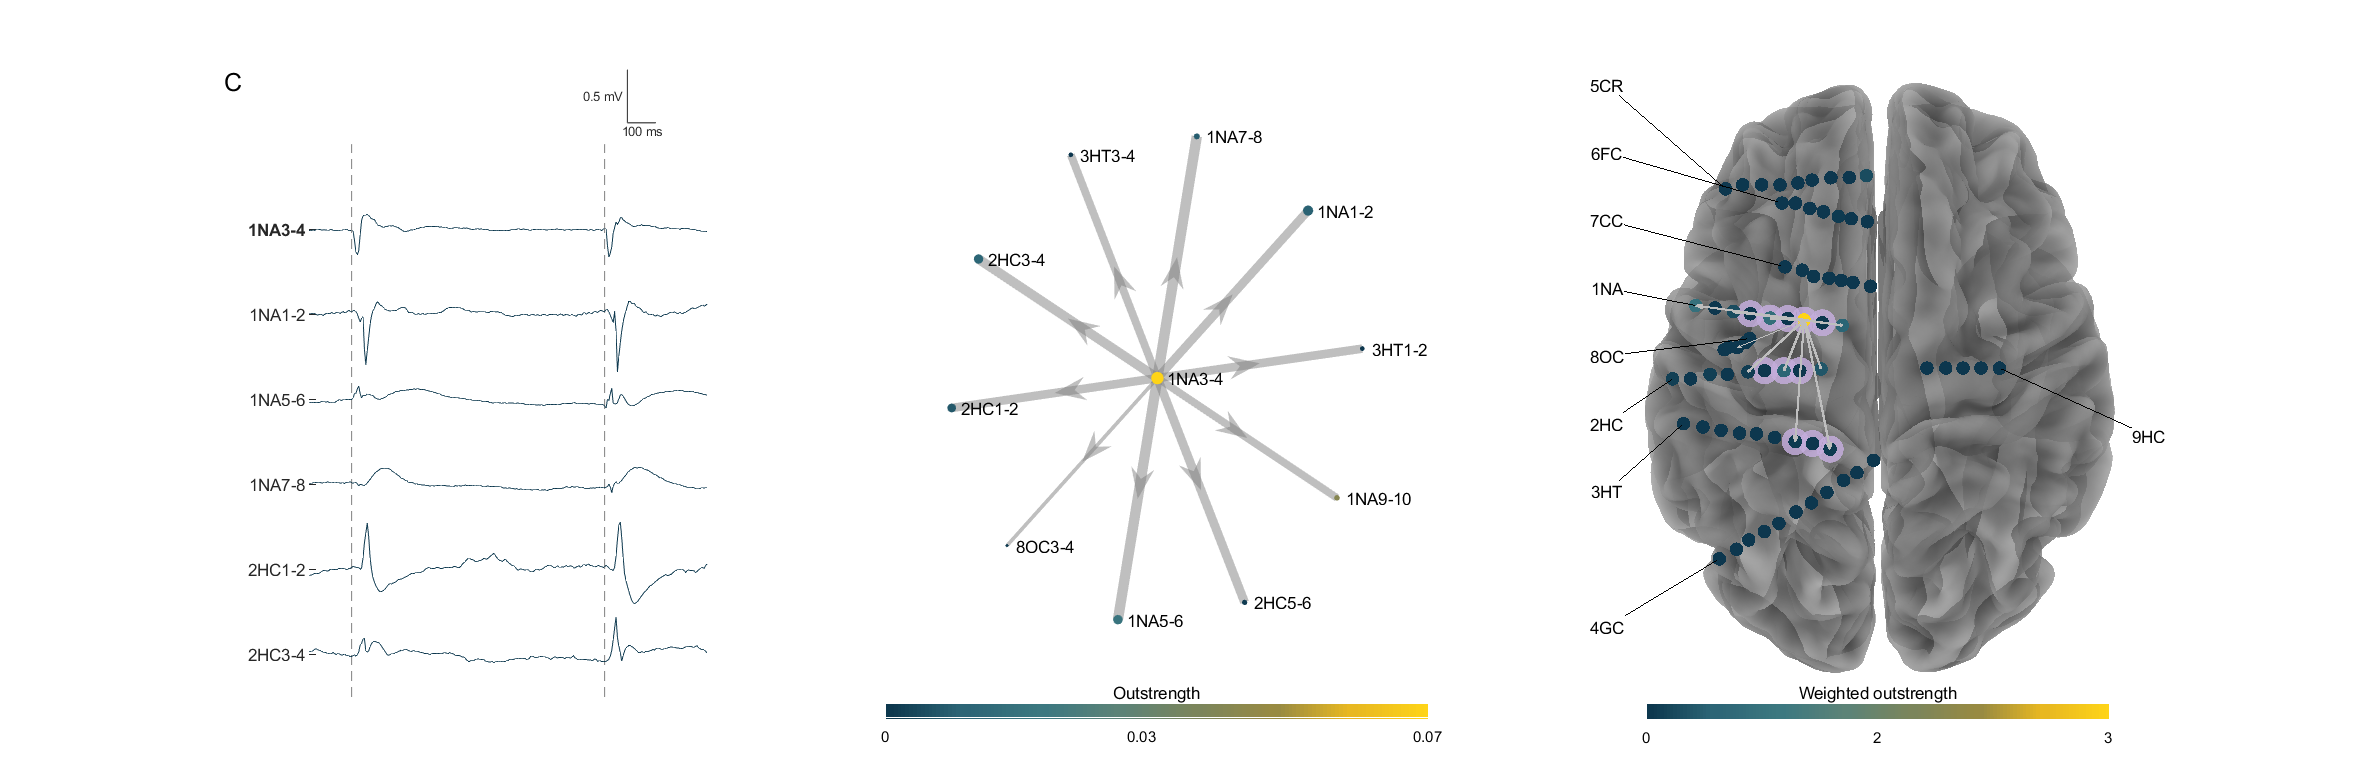 C
0.5 mV
100 ms
1NA3-4
1NA1-2
1NA5-6
1NA7-8
2HC1-2
2HC3-4
3HT3-4
1NA7-8
1NA1-2
2HC3-4
3HT1-2
1NA3-4
2HC1-2
1NA9-10
8OC3-4
2HC5-6
1NA5-6
Outstrength
0 0.03 0.07
5CR
6FC
7CC
1NA
8OC
2HC
9HC
3HT
4GC
Weighted outstrength
0 2 3